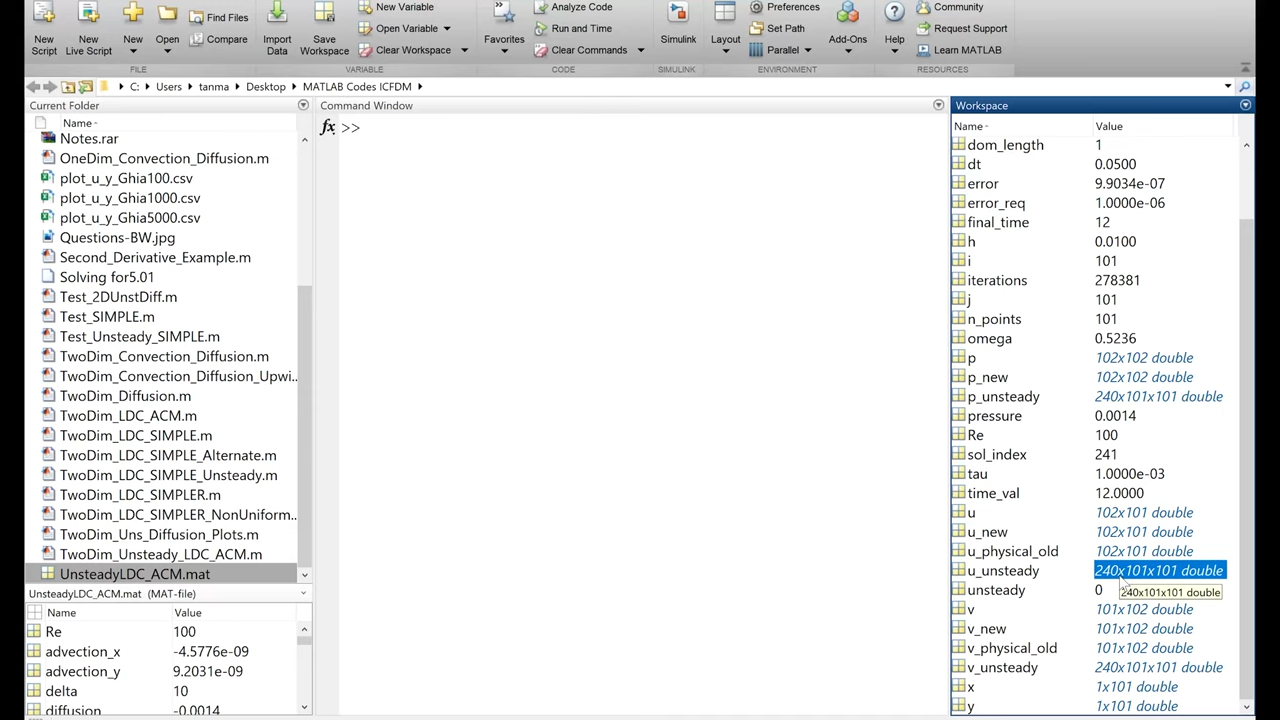 New Script
New Live Script
New
Open
Find Files
Compare
Import Data
Save Workspace
New Variable
Open Variable
Clear Workspace
Favorites
Analyze Code
Run and Time
Clear Commands
Simulink
Layout
Preferences
Set Path
Parallel
Add-Ons
Help
Community
Request Support
Learn MATLAB
FILE
VARIABLE
CODE
SIMULINK
ENVIRONMENT
RESOURCES
C: Users tanma Desktop MATLAB Codes ICFDM
Current Folder
Name
Notes.rar
OneDim_Convection_Diffusion.m
plot_u_y_Ghia100.csv
plot_u_y_Ghia1000.csv
plot_u_y_Ghia5000.csv
Questions-BW.jpg
Second_Derivative_Example.m
Solving for5.01
Test_2DUnstDiff.m
Test_SIMPLE.m
Test_Unsteady_SIMPLE.m
TwoDim_Convection_Diffusion.m
TwoDim_Convection_Diffusion_Upwi...
TwoDim_Diffusion.m
TwoDim_LDC_ACM.m
TwoDim_LDC_SIMPLE.m
TwoDim_LDC_SIMPLE_Alternate.m
TwoDim_LDC_SIMPLE_Unsteady.m
TwoDim_LDC_SIMPLER.m
TwoDim_LDC_SIMPLER_NonUniform...
TwoDim_Uns_Diffusion_Plots.m
TwoDim_Unsteady_LDC_ACM.m
UnsteadyLDC_ACM.mat
UnsteadyLDC_ACM.mat (MAT-file)
Name Value
Re 100
advection_x -4.5776e-09
advection_y 9.2031e-09
delta 10
diffusion -0.0014
Command Window
fx >>
Workspace
Name Value
dom_length 1
dt 0.0500
error 9.9034e-07
error_req 1.0000e-06
final_time 12
h 0.0100
i 101
iterations 278381
j 101
n_points 101
omega 0.5236
p 102x102 double
p_new 102x102 double
p_unsteady 240x101x101 double
pressure 0.0014
Re 100
sol_index 241
tau 1.0000e-03
time_val 12.0000
u 102x101 double
u_new 102x101 double
u_physical_old 102x101 double
u_unsteady 240x101x101 double
unsteady 0
240x101x101 double
v 101x102 double
v_new 101x102 double
v_physical_old 101x102 double
v_unsteady 240x101x101 double
x 1x101 double
y 1x101 double